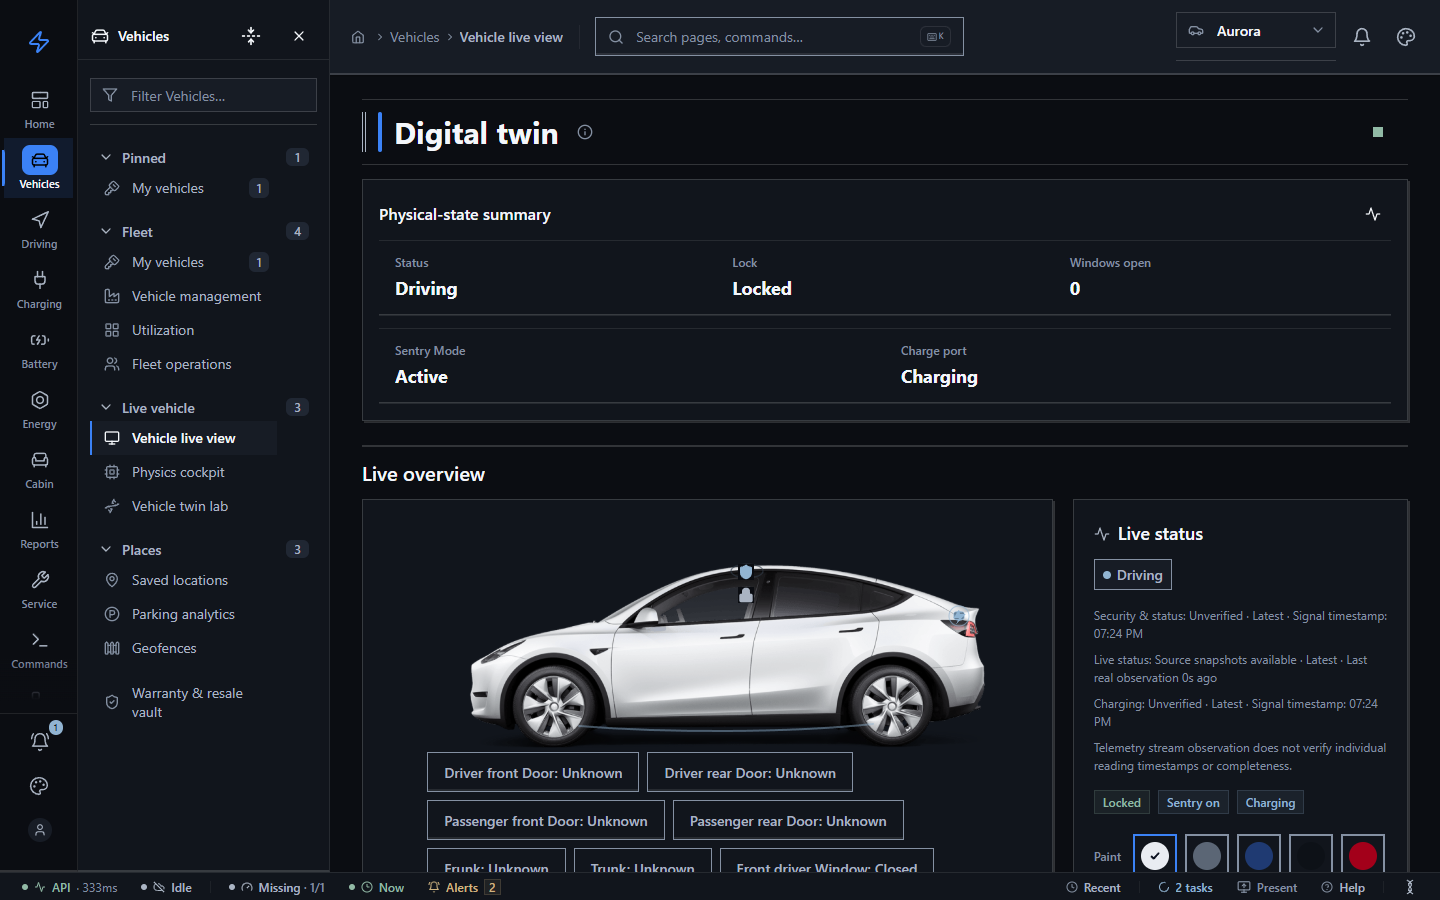 Vehicles
Vehicles
Vehicle live view
Search pages, commands...
K
Aurora
Home
Vehicles
Driving
Charging
Battery
Energy
Cabin
Reports
Service
Commands
1
Filter Vehicles...
Pinned
1
My vehicles
1
Fleet
4
My vehicles
1
Vehicle management
Utilization
Fleet operations
Live vehicle
3
Vehicle live view
Physics cockpit
Vehicle twin lab
Places
3
Saved locations
Parking analytics
Geofences
Warranty & resale
vault
Digital twin
Physical-state summary
Status
Driving
Lock
Locked
Windows open
0
Sentry Mode
Active
Charge port
Charging
Live overview
Driver front Door: Unknown
Driver rear Door: Unknown
Passenger front Door: Unknown
Passenger rear Door: Unknown
Frunk: Unknown
Trunk: Unknown
Front driver Window: Closed
Live status
Driving
Security & status: Unverified · Latest · Signal timestamp:
07:24 PM
Live status: Source snapshots available · Latest · Last
real observation 0s ago
Charging: Unverified · Latest · Signal timestamp: 07:24
PM
Telemetry stream observation does not verify individual
reading timestamps or completeness.
Locked
Sentry on
Charging
Paint
API · 333ms
Idle
Missing · 1/1
Now
Alerts 2
Recent
2 tasks
Present
Help